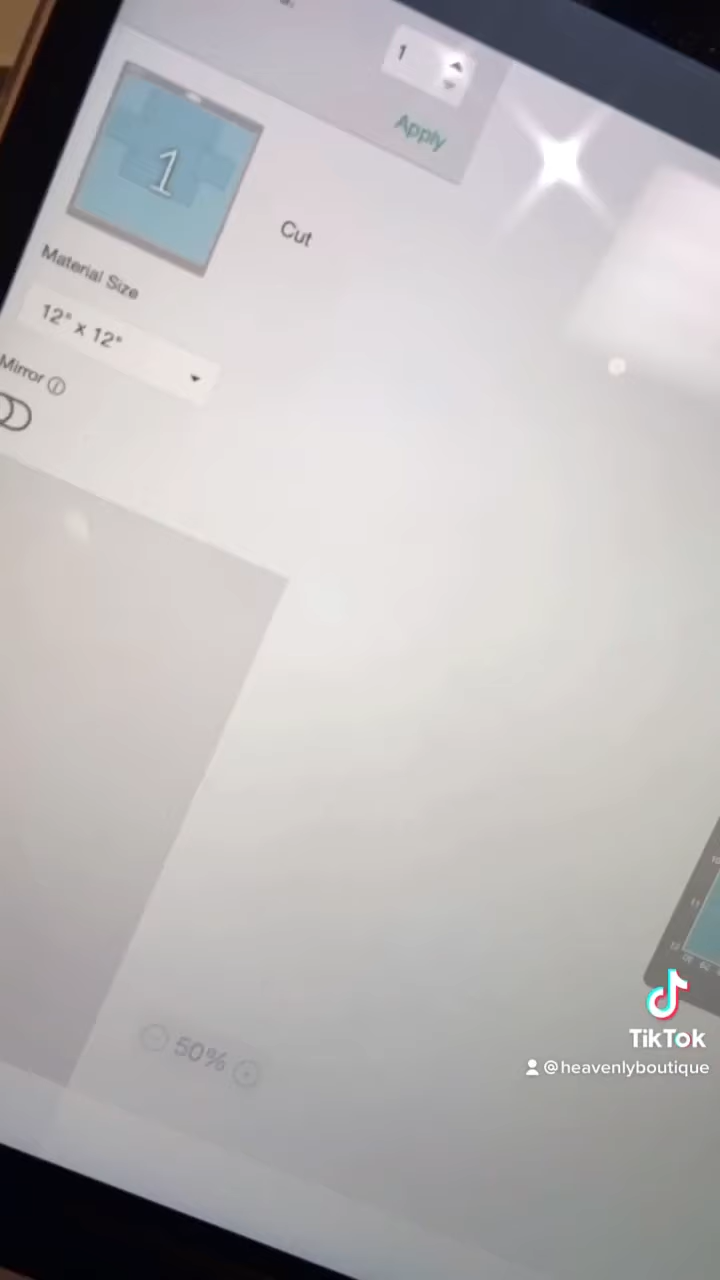 1
Apply
1
Cut
Material Size
12" x 12"
Mirror
50%
TikTok
@heavenlyboutique